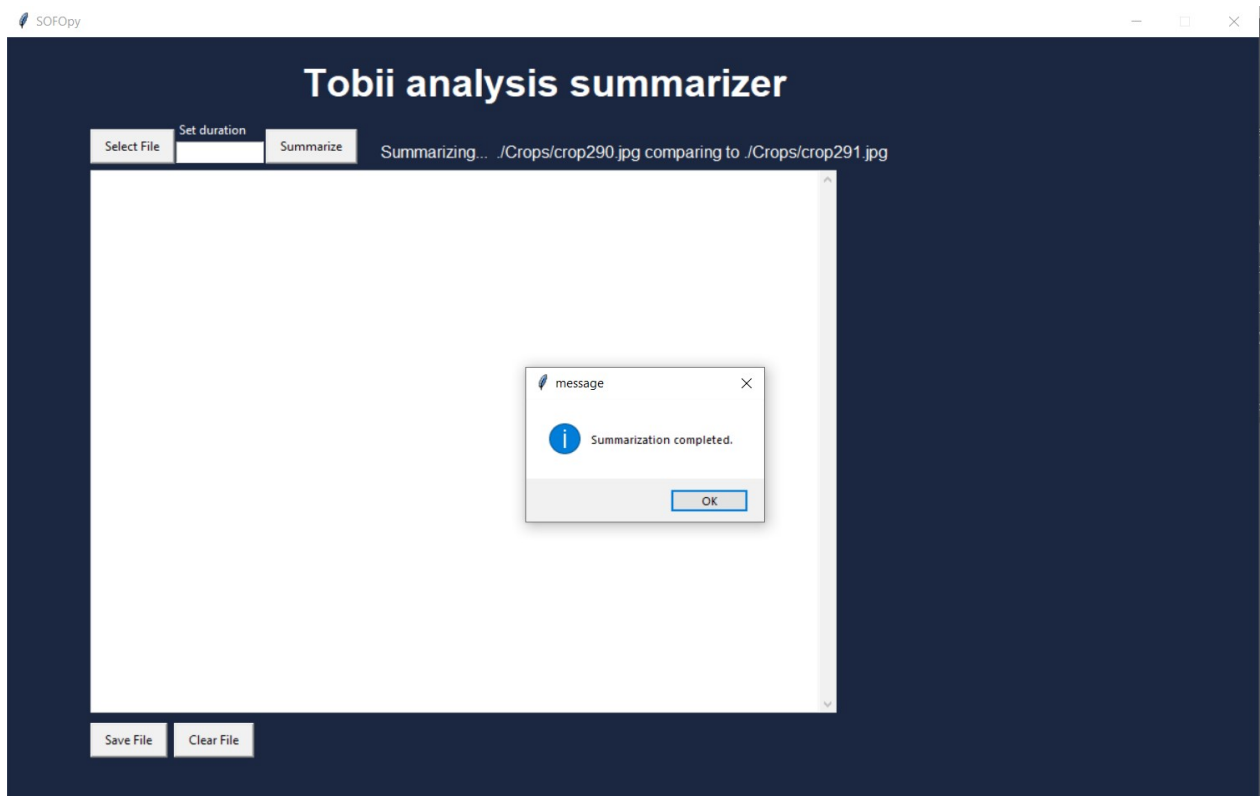 SOFOpy
Tobii analysis summarizer
Set duration
Select File
Summarize
Summarizing... ./Crops/crop290.jpg comparing to ./Crops/crop291.jpg
message
Summarization completed.
OK
Save File
Clear File